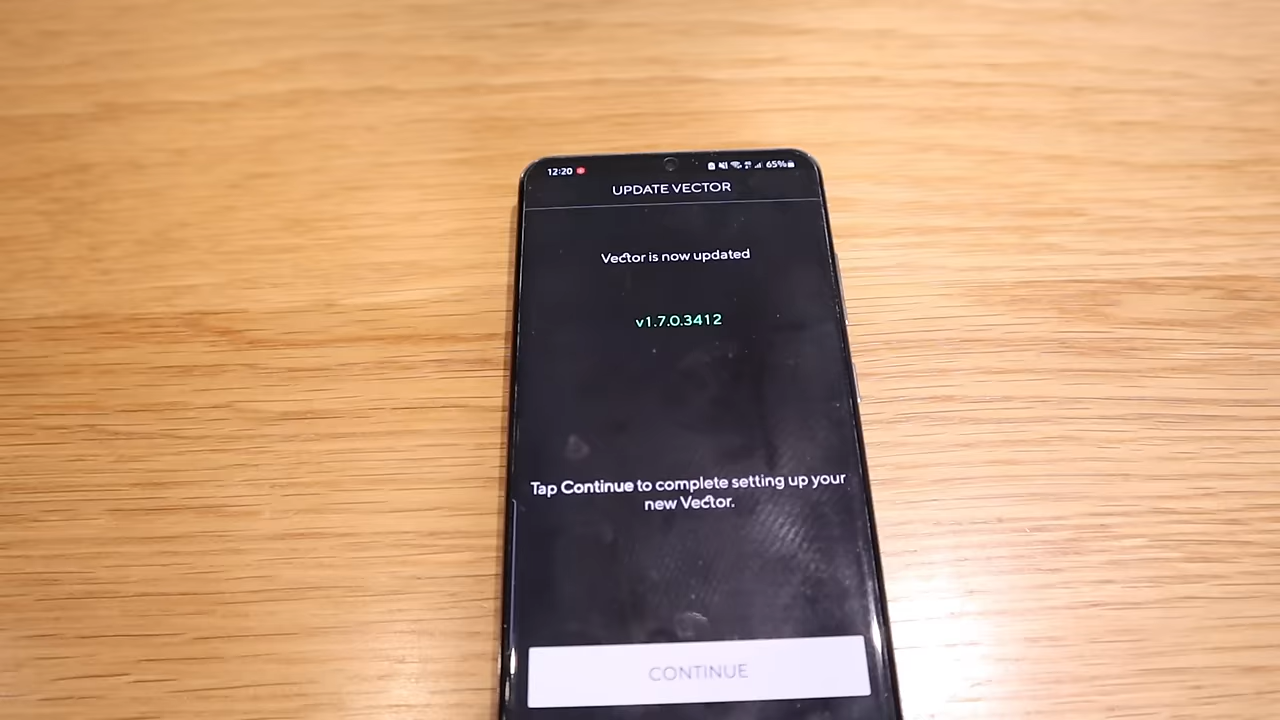 12:20 65%
UPDATE VECTOR
Vector is now updated
v1.7.0.3412
Tap Continue to complete setting up your
new Vector.
CONTINUE